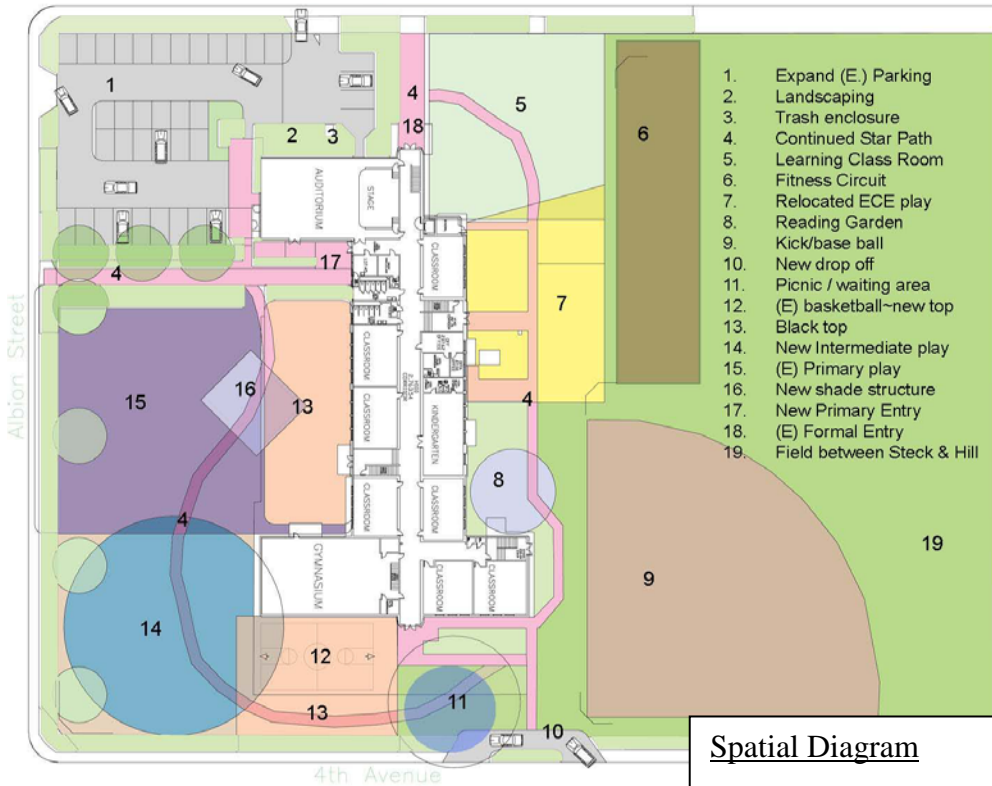 1
2
3
4
18
5
6
1. Expand (E.) Parking
2. Landscaping
3. Trash enclosure
4. Continued Star Path
5. Learning Class Room
6. Fitness Circuit
7. Relocated ECE play
8. Reading Garden
9. Kick/base ball
10. New drop off
11. Picnic / waiting area
12. (E) basketball~new top
13. Black top
14. New Intermediate play
15. (E) Primary play
16. New shade structure
17. New Primary Entry
18. (E) Formal Entry
19. Field between Steck & Hill
AUDITORIUM
STAGE
4
17
CLASSROOM
7
Albion Street
15
16
13
CLASSROOM
CLASSROOM
KINDERGARTEN
4
8
4
CLASSROOM
CLASSROOM
GYMNASIUM
CLASSROOM
CLASSROOM
9
19
14
12
13
11
10
4th Avenue
Spatial Diagram